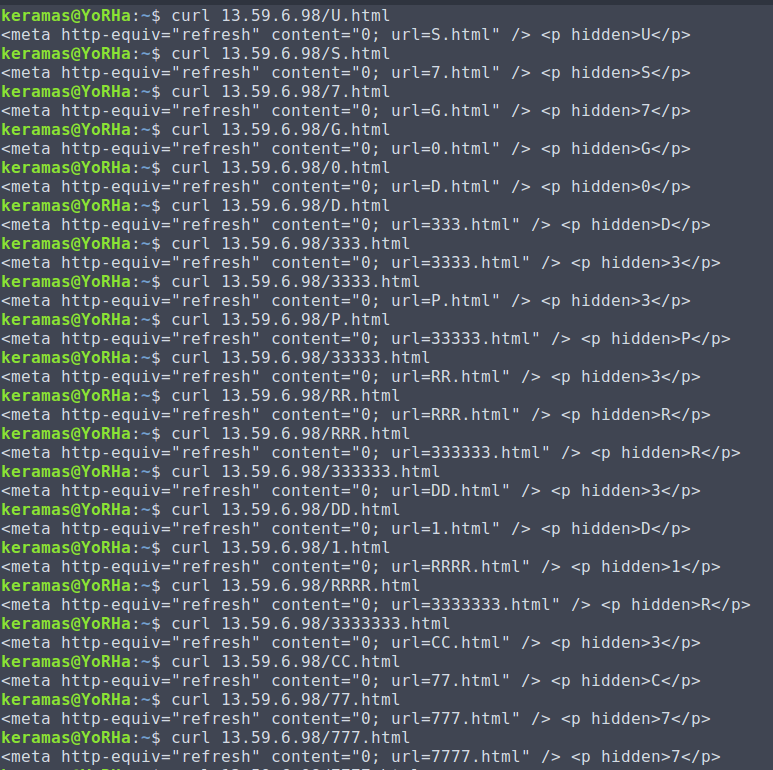 keramas@YoRHa:~$ curl 13.59.6.98/U.html
<meta http-equiv="refresh" content="0; url=S.html" /> <p hidden>U</p>
keramas@YoRHa:~$ curl 13.59.6.98/S.html
<meta http-equiv="refresh" content="0; url=7.html" /> <p hidden>S</p>
keramas@YoRHa:~$ curl 13.59.6.98/7.html
<meta http-equiv="refresh" content="0; url=G.html" /> <p hidden>7</p>
keramas@YoRHa:~$ curl 13.59.6.98/G.html
<meta http-equiv="refresh" content="0; url=0.html" /> <p hidden>G</p>
keramas@YoRHa:~$ curl 13.59.6.98/0.html
<meta http-equiv="refresh" content="0; url=D.html" /> <p hidden>0</p>
keramas@YoRHa:~$ curl 13.59.6.98/D.html
<meta http-equiv="refresh" content="0; url=333.html" /> <p hidden>D</p>
keramas@YoRHa:~$ curl 13.59.6.98/333.html
<meta http-equiv="refresh" content="0; url=3333.html" /> <p hidden>3</p>
keramas@YoRHa:~$ curl 13.59.6.98/3333.html
<meta http-equiv="refresh" content="0; url=P.html" /> <p hidden>3</p>
keramas@YoRHa:~$ curl 13.59.6.98/P.html
<meta http-equiv="refresh" content="0; url=33333.html" /> <p hidden>P</p>
keramas@YoRHa:~$ curl 13.59.6.98/33333.html
<meta http-equiv="refresh" content="0; url=RR.html" /> <p hidden>3</p>
keramas@YoRHa:~$ curl 13.59.6.98/RR.html
<meta http-equiv="refresh" content="0; url=RRR.html" /> <p hidden>R</p>
keramas@YoRHa:~$ curl 13.59.6.98/RRR.html
<meta http-equiv="refresh" content="0; url=333333.html" /> <p hidden>R</p>
keramas@YoRHa:~$ curl 13.59.6.98/333333.html
<meta http-equiv="refresh" content="0; url=DD.html" /> <p hidden>3</p>
keramas@YoRHa:~$ curl 13.59.6.98/DD.html
<meta http-equiv="refresh" content="0; url=1.html" /> <p hidden>D</p>
keramas@YoRHa:~$ curl 13.59.6.98/1.html
<meta http-equiv="refresh" content="0; url=RRRR.html" /> <p hidden>1</p>
keramas@YoRHa:~$ curl 13.59.6.98/RRRR.html
<meta http-equiv="refresh" content="0; url=3333333.html" /> <p hidden>R</p>
keramas@YoRHa:~$ curl 13.59.6.98/3333333.html
<meta http-equiv="refresh" content="0; url=CC.html" /> <p hidden>3</p>
keramas@YoRHa:~$ curl 13.59.6.98/CC.html
<meta http-equiv="refresh" content="0; url=77.html" /> <p hidden>C</p>
keramas@YoRHa:~$ curl 13.59.6.98/77.html
<meta http-equiv="refresh" content="0; url=777.html" /> <p hidden>7</p>
keramas@YoRHa:~$ curl 13.59.6.98/777.html
<meta http-equiv="refresh" content="0; url=7777.html" /> <p hidden>7</p>